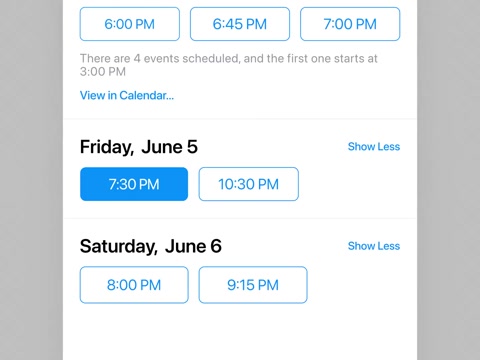 6:00 PM 6:45 PM 7:00 PM
There are 4 events scheduled, and the first one starts at
3:00 PM
View in Calendar...
Friday, June 5 Show Less
7:30 PM 10:30 PM
Saturday, June 6 Show Less
8:00 PM 9:15 PM